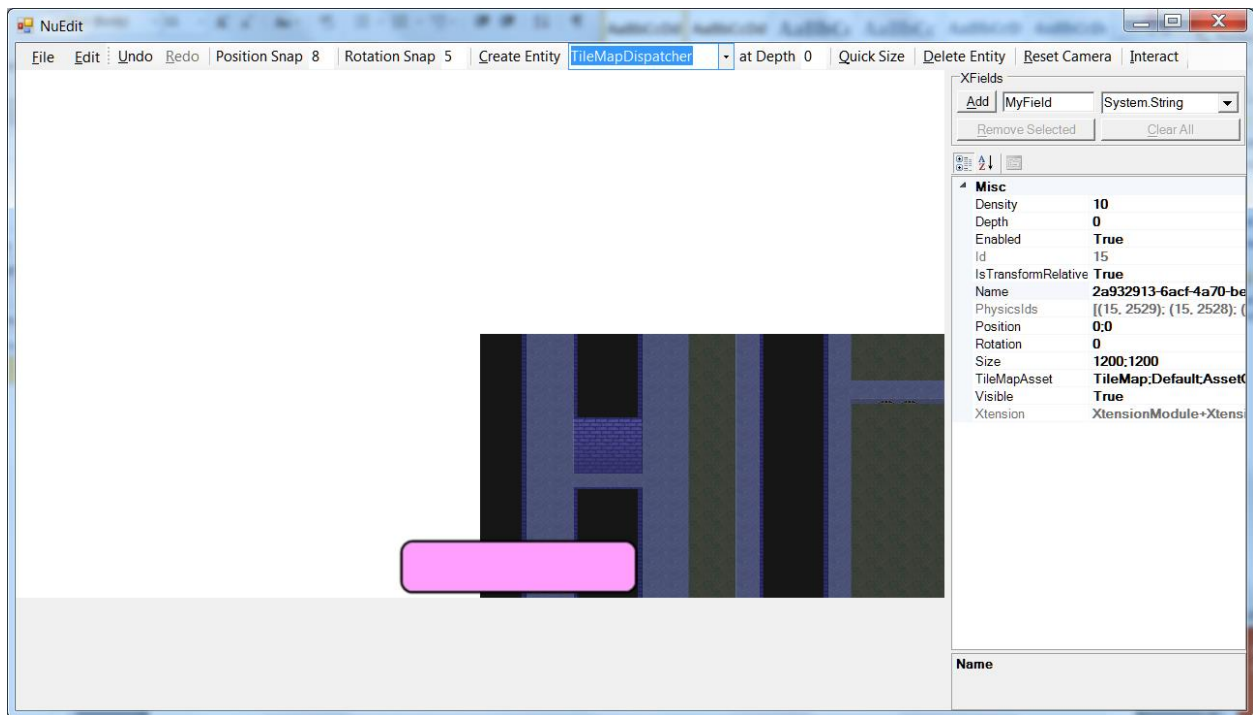 NuEdit
File Edit Undo Redo Position Snap 8 Rotation Snap 5 Create Entity TileMapDispatcher at Depth 0 Quick Size Delete Entity Reset Camera Interact
XFields
Add MyField System.String
Remove Selected Clear All
Misc
Density 10
Depth 0
Enabled True
Id 15
IsTransformRelative True
Name 2a932913-6acf-4a70-be
PhysicsIds [(15, 2529); (15, 2528); (
Position 0;0
Rotation 0
Size 1200;1200
TileMapAsset TileMap;Default;Asset
Visible True
Xtension XtensionModule+Xtensi
Name